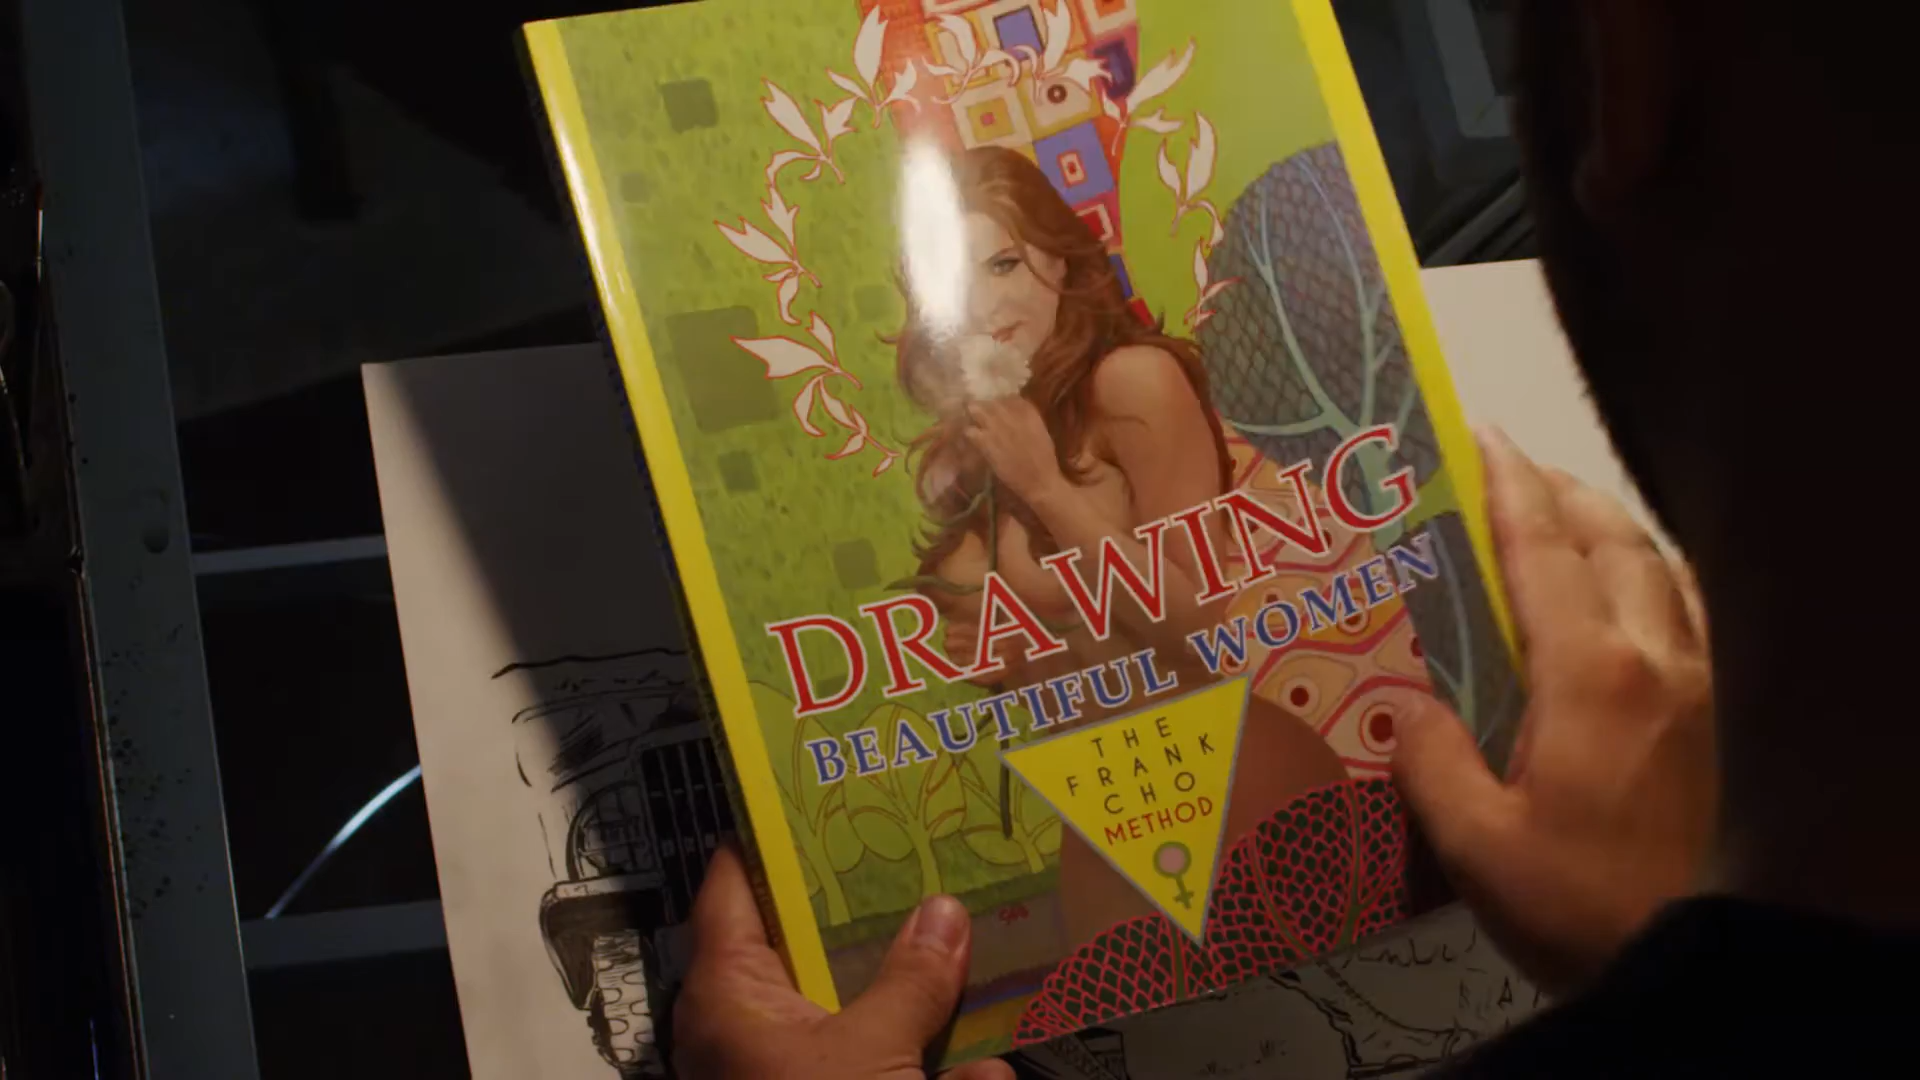 DRAWING
BEAUTIFUL WOMEN
THE
FRANK
CHO
METHOD